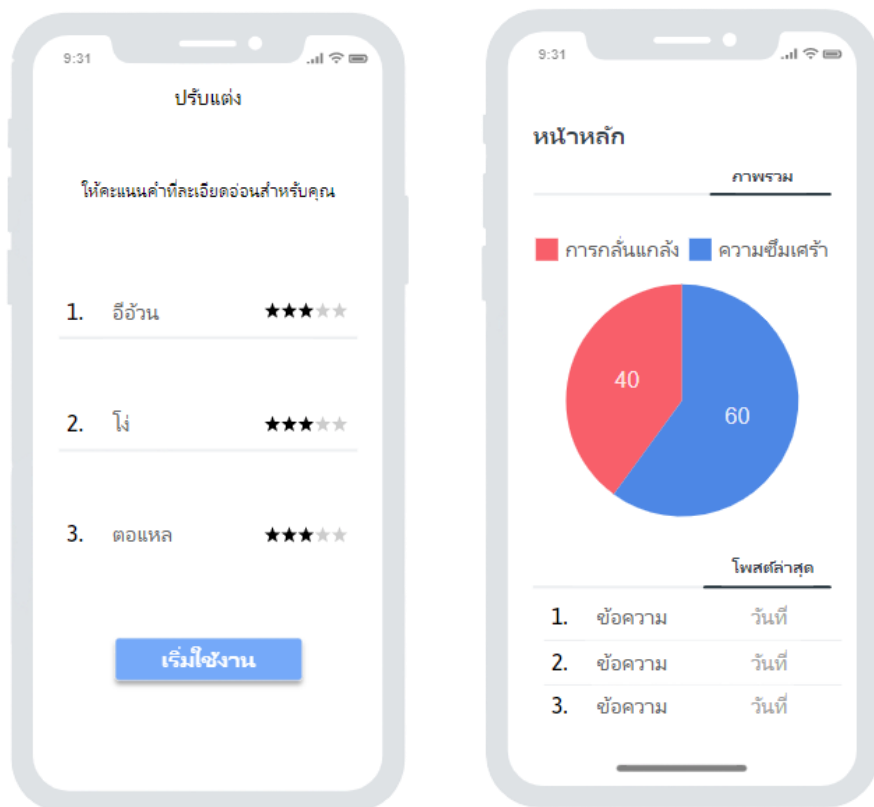 9:31
ปรับแต่ง
ให้คะแนนคำที่ละเอียดอ่อนสำหรับคุณ
1. อีอ้วน
2. โง่
3. ตอแหล
เริ่มใช้งาน
9:31
หน้าหลัก
ภาพรวม
การกลั่นแกล้ง ความซึมเศร้า
40
60
โพสต์ล่าสุด
1. ข้อความ วันที่
2. ข้อความ วันที่
3. ข้อความ วันที่